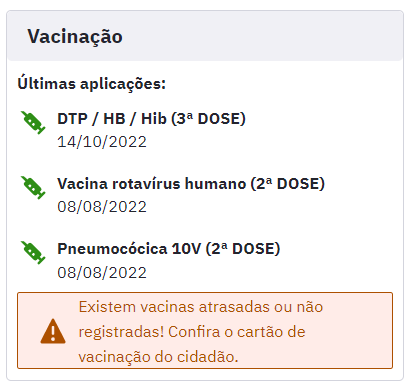 Vacinação
Últimas aplicações:
DTP / HB / Hib (3ª DOSE)
14/10/2022
Vacina rotavírus humano (2ª DOSE)
08/08/2022
Pneumocócica 10V (2ª DOSE)
08/08/2022
Existem vacinas atrasadas ou não
registradas! Confira o cartão de
vacinação do cidadão.